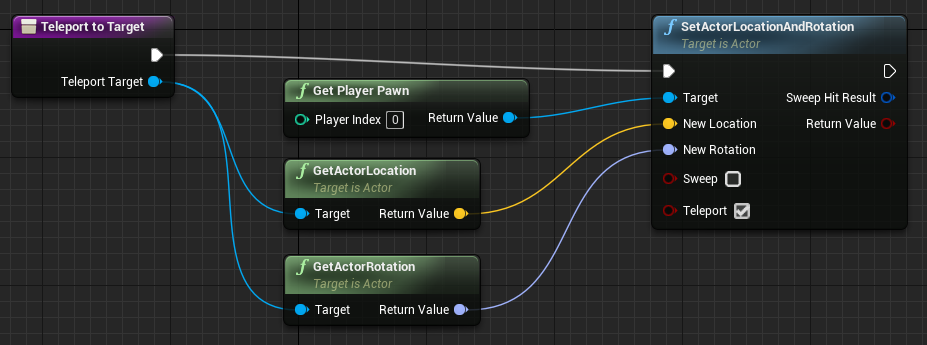 Teleport to Target
Teleport Target
f Get Player Pawn
Player Index 0 Return Value
f GetActorLocation
Target is Actor
Target Return Value
f GetActorRotation
Target is Actor
Target Return Value
f SetActorLocationAndRotation
Target is Actor
Target Sweep Hit Result
New Location Return Value
New Rotation
Sweep
Teleport